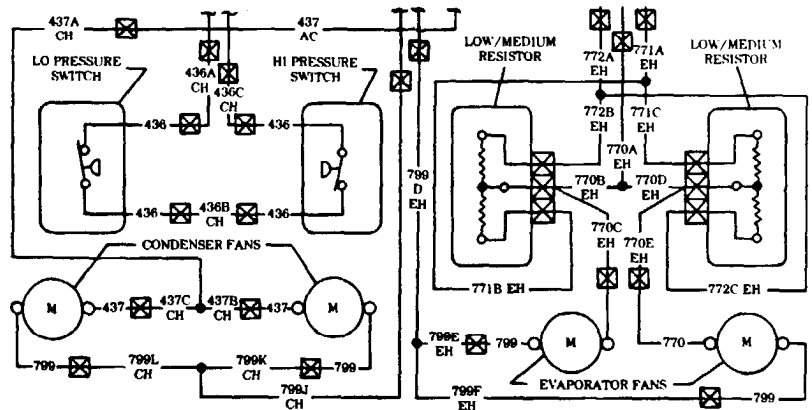 437A
CH
437
AC
LO PRESSURE
SWITCH
436A
CH
436C
CH
HI PRESSURE
SWITCH
LOW/MEDIUM
RESISTOR
772A
EH
771A
EH
LOW/MEDIUM
RESISTOR
436
436
772B
EH
771C
EH
770A
EH
799
D
EH
770B
EH
770D
EH
436
436B
CH
436
770C
EH
770E
EH
CONDENSER FANS
771B EH
772C EH
M
437
437C
CH
437B
CH
437
M
799E
EH
799
M
770
M
799
799L
CH
799K
CH
799
799J
CH
EVAPORATOR FANS
799F
EH
799